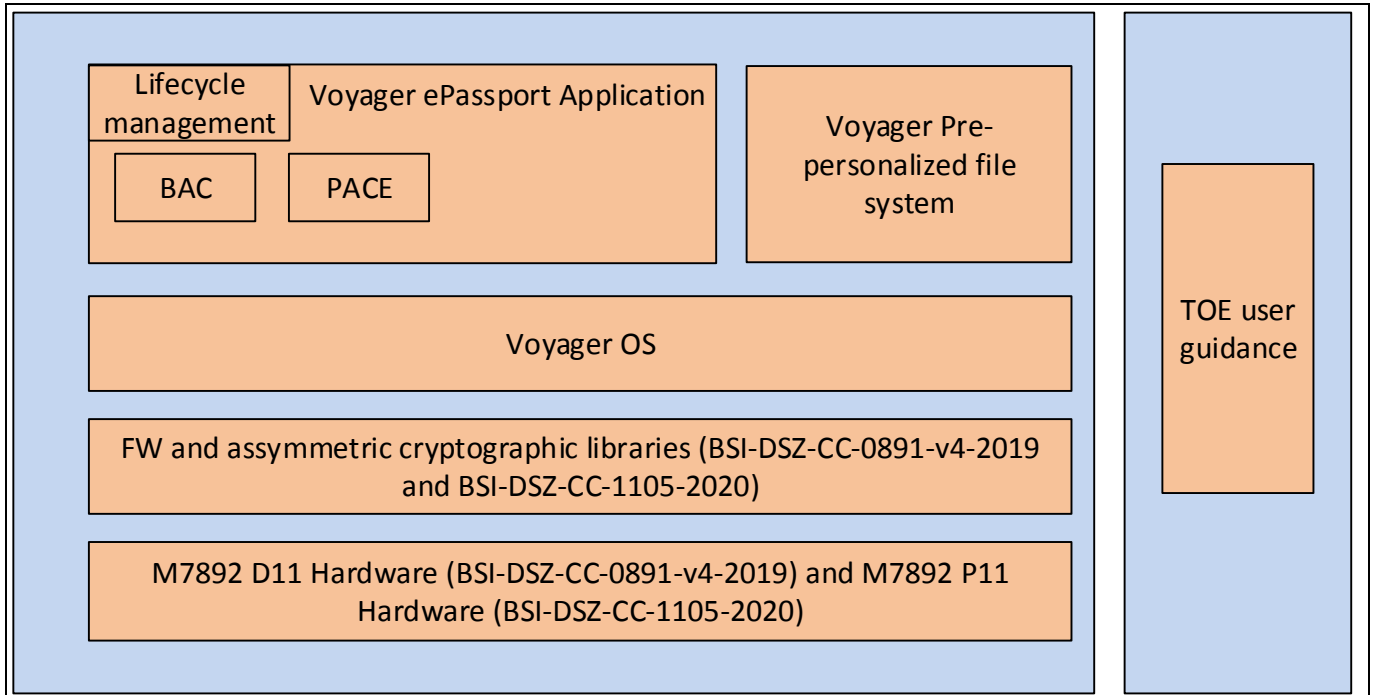 Lifecycle
management
Voyager ePassport Application
BAC
PACE
Voyager Pre-
personalized file
system
Voyager OS
FW and assymmetric cryptographic libraries (BSI-DSZ-CC-0891-v4-2019
and BSI-DSZ-CC-1105-2020)
M7892 D11 Hardware (BSI-DSZ-CC-0891-v4-2019) and M7892 P11
Hardware (BSI-DSZ-CC-1105-2020)
TOE user
guidance